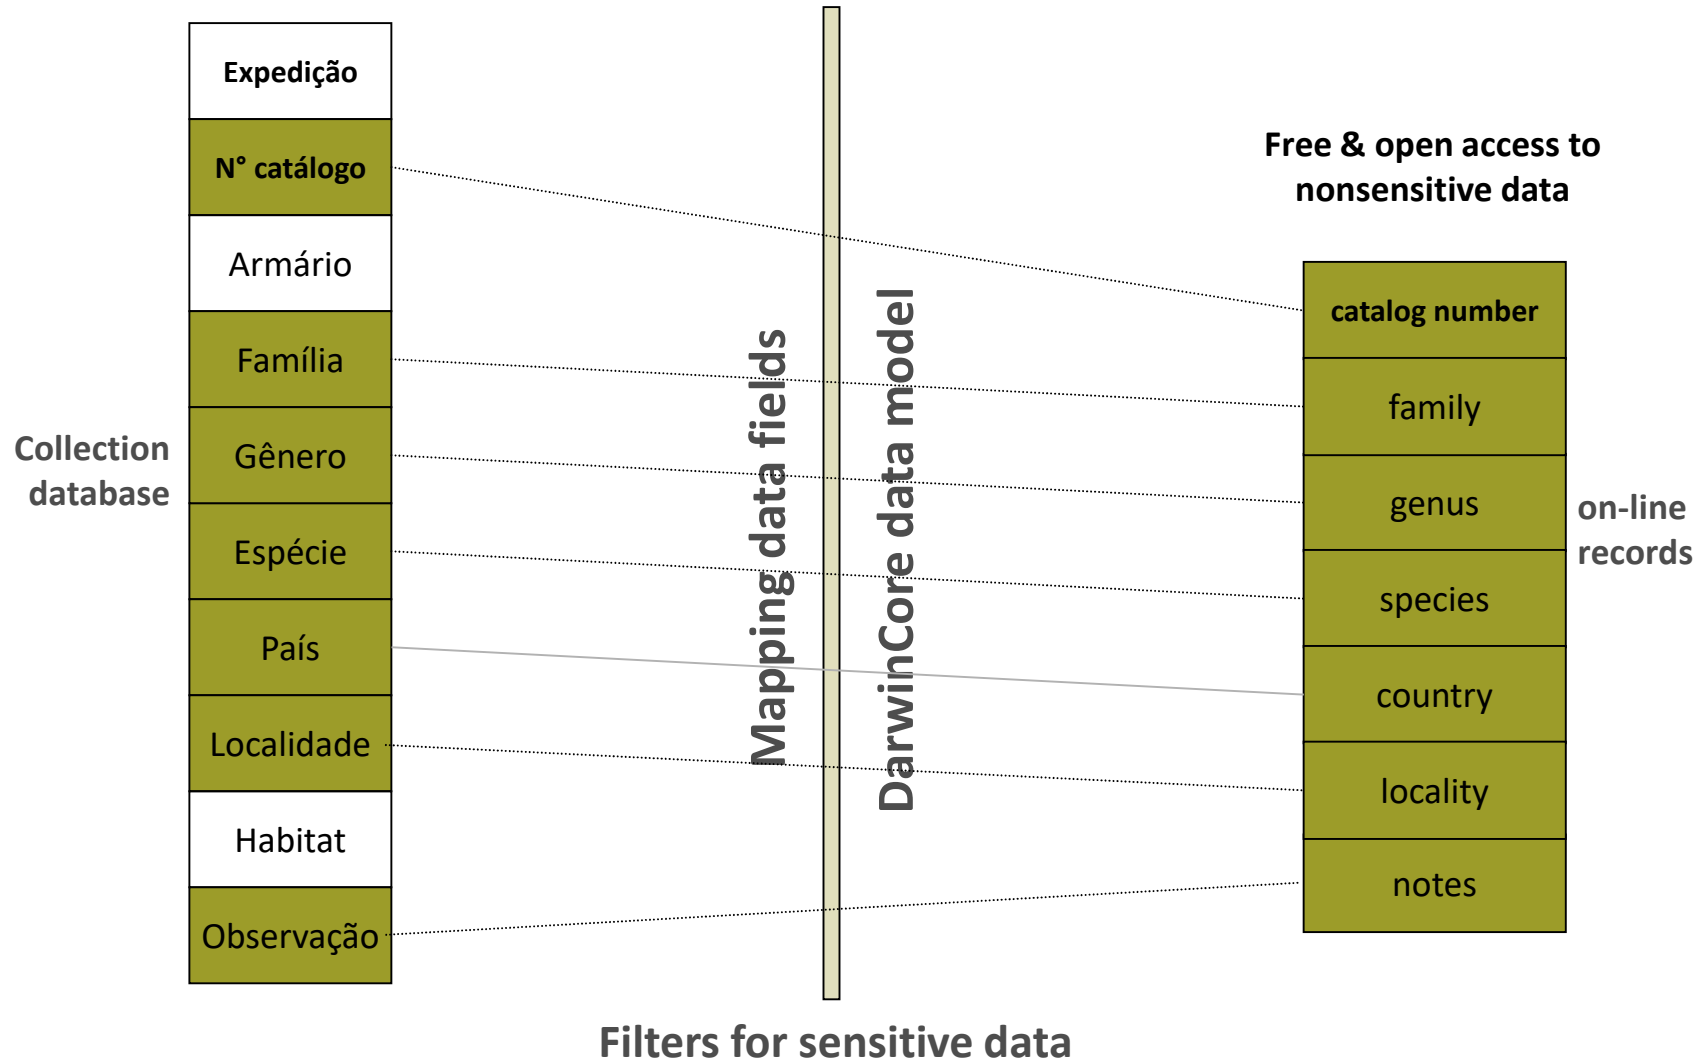 Expedição
N° catálogo
Armário
Família
Gênero
Espécie
País
Localidade
Habitat
Observação
Collection
database
Mapping data fields
DarwinCore data model
Free & open access to
nonsensitive data
catalog number
family
genus
species
country
locality
notes
on-line
records
Filters for sensitive data